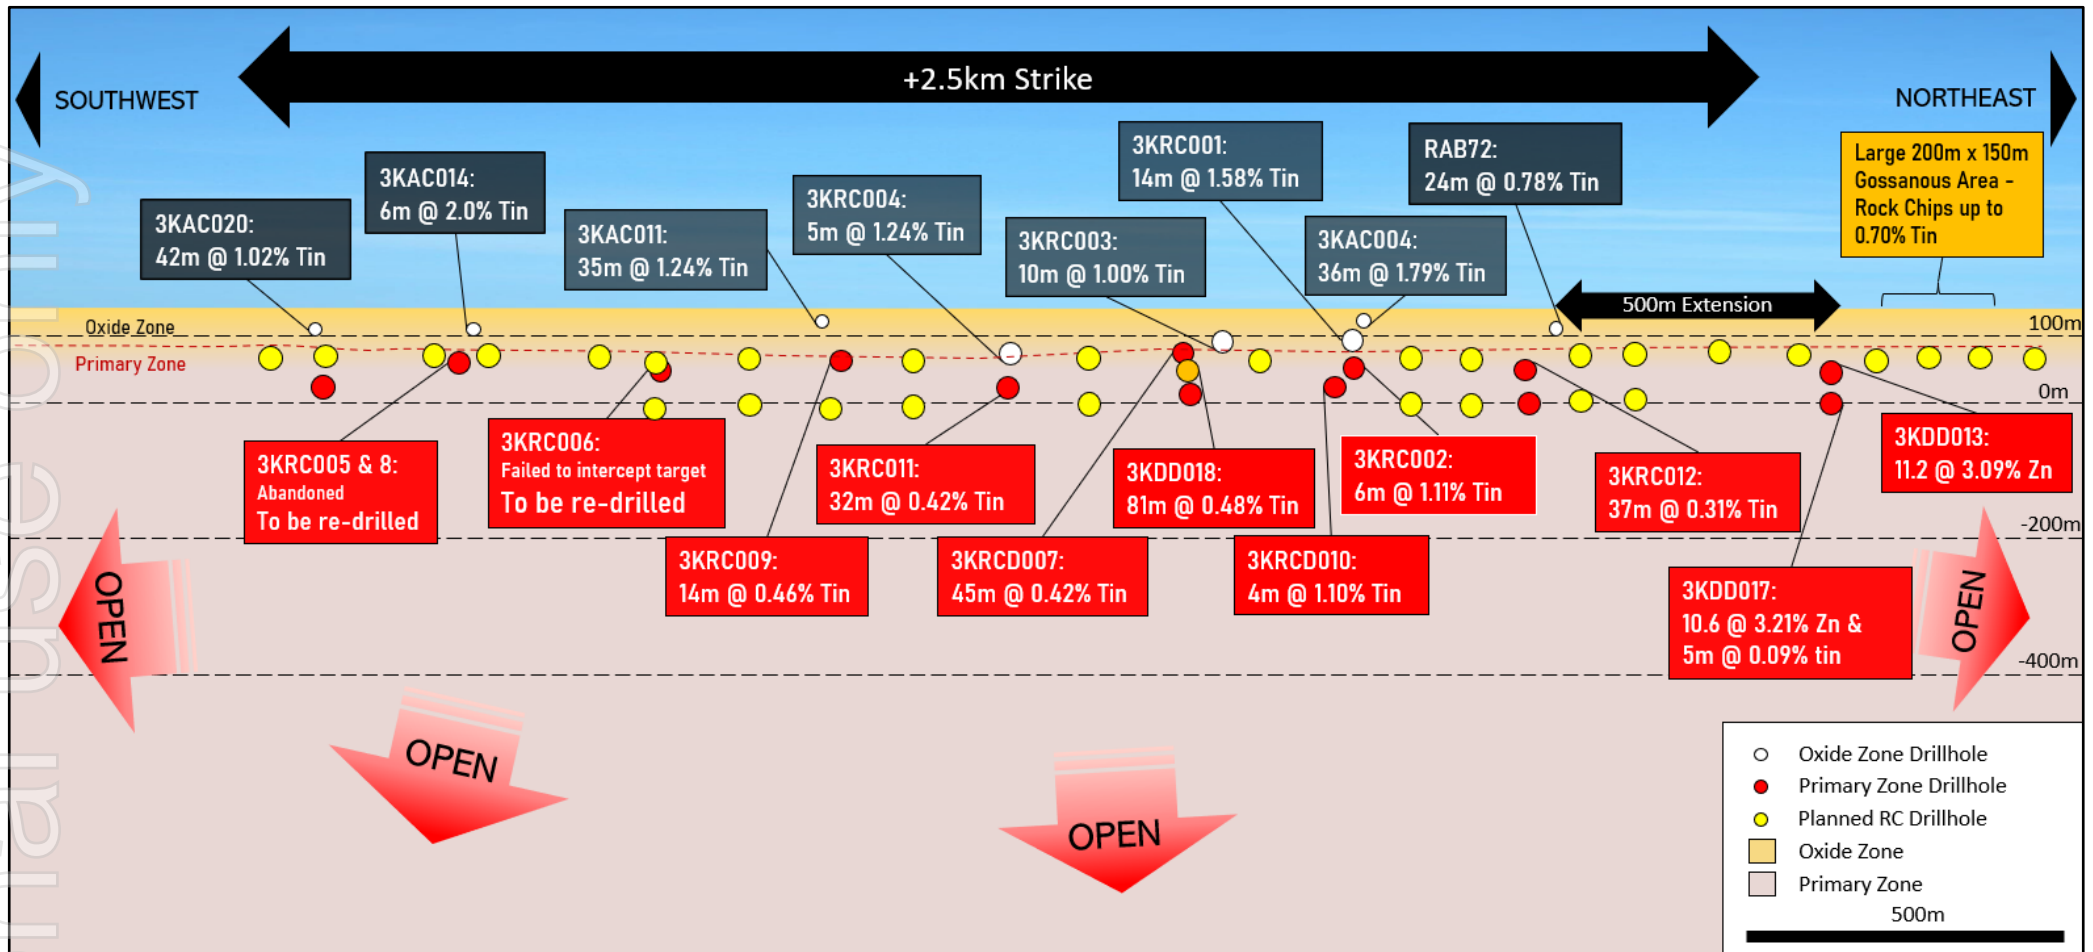 +2.5km Strike
SOUTHWEST
NORTHEAST
3KAC020:
42m @ 1.02% Tin
3KAC014:
6m @ 2.0% Tin
3KAC011:
35m @ 1.24% Tin
3KRC004:
5m @ 1.24% Tin
3KRC003:
10m @ 1.00% Tin
3KRC001:
14m @ 1.58% Tin
3KAC004:
36m @ 1.79% Tin
RAB72:
24m @ 0.78% Tin
Large 200m x 150m
Gossanous Area -
Rock Chips up to
0.70% Tin
500m Extension
Oxide Zone
Primary Zone
100m
0m
-200m
-400m
3KRC005 & 8:
Abandoned
To be re-drilled
3KRC006:
Failed to intercept target
To be re-drilled
3KRC009:
14m @ 0.46% Tin
3KRC011:
32m @ 0.42% Tin
3KRCD007:
45m @ 0.42% Tin
3KDD018:
81m @ 0.48% Tin
3KRCD010:
4m @ 1.10% Tin
3KRC002:
6m @ 1.11% Tin
3KRC012:
37m @ 0.31% Tin
3KDD017:
10.6 @ 3.21% Zn &
5m @ 0.09% tin
3KDD013:
11.2 @ 3.09% Zn
OPEN
OPEN
OPEN
OPEN
Oxide Zone Drillhole
Primary Zone Drillhole
Planned RC Drillhole
Oxide Zone
Primary Zone
500m
use only